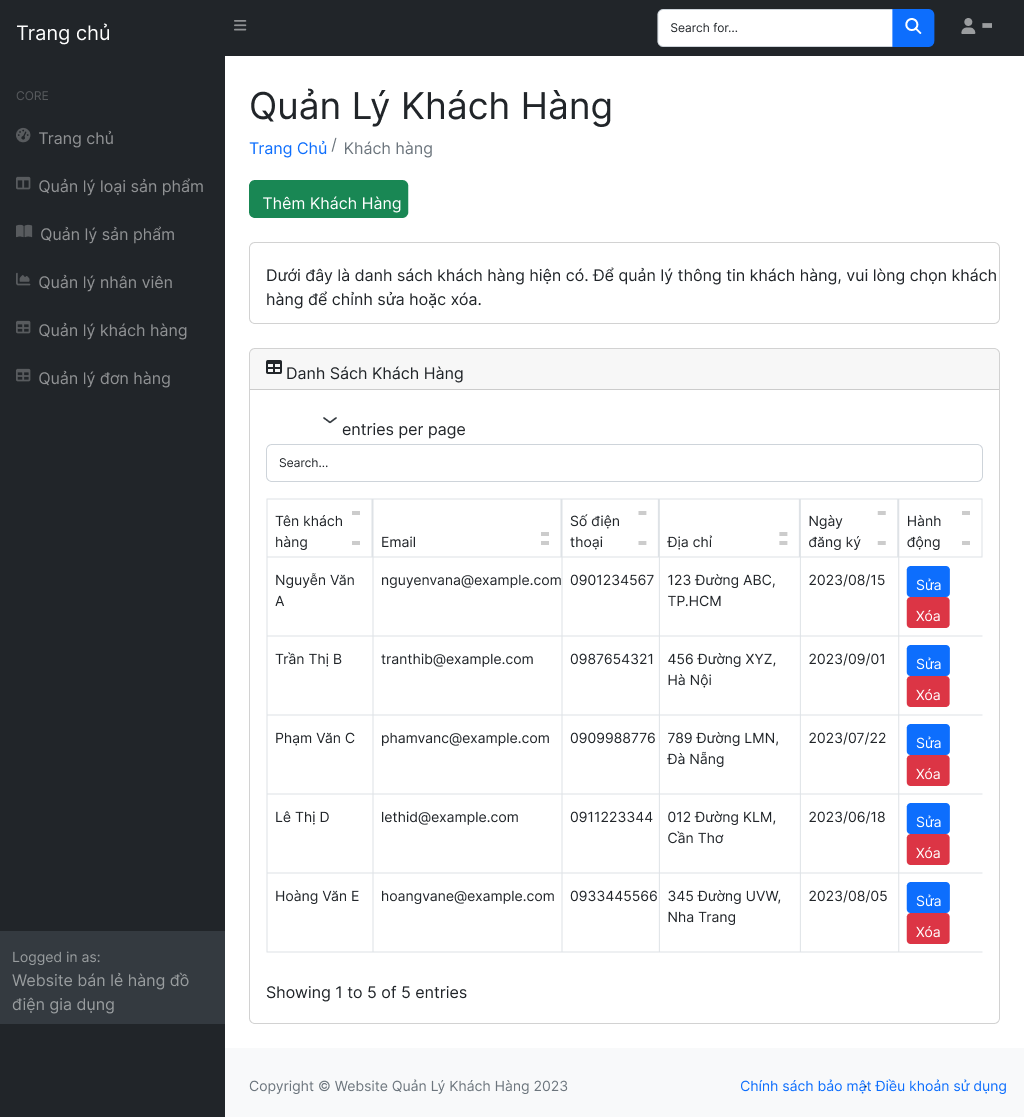 Trang chủ
Search for...
CORE
Trang chủ
Quản lý loại sản phẩm
Quản lý sản phẩm
Quản lý nhân viên
Quản lý khách hàng
Quản lý đơn hàng
Logged in as:
Website bán lẻ hàng đồ
điện gia dụng
Quản Lý Khách Hàng
Trang Chủ / Khách hàng
Thêm Khách Hàng
Dưới đây là danh sách khách hàng hiện có. Để quản lý thông tin khách hàng, vui lòng chọn khách
hàng để chỉnh sửa hoặc xóa.
Danh Sách Khách Hàng
entries per page
Search...
Tên khách hàng Email Số điện thoại Địa chỉ Ngày đăng ký Hành động
Nguyễn Văn A nguyenvana@example.com 0901234567 123 Đường ABC, TP.HCM 2023/08/15 Sửa Xóa
Trần Thị B tranthib@example.com 0987654321 456 Đường XYZ, Hà Nội 2023/09/01 Sửa Xóa
Phạm Văn C phamvanc@example.com 0909988776 789 Đường LMN, Đà Nẵng 2023/07/22 Sửa Xóa
Lê Thị D lethid@example.com 0911223344 012 Đường KLM, Cần Thơ 2023/06/18 Sửa Xóa
Hoàng Văn E hoangvane@example.com 0933445566 345 Đường UVW, Nha Trang 2023/08/05 Sửa Xóa
Showing 1 to 5 of 5 entries
Copyright © Website Quản Lý Khách Hàng 2023
Chính sách bảo mật Điều khoản sử dụng